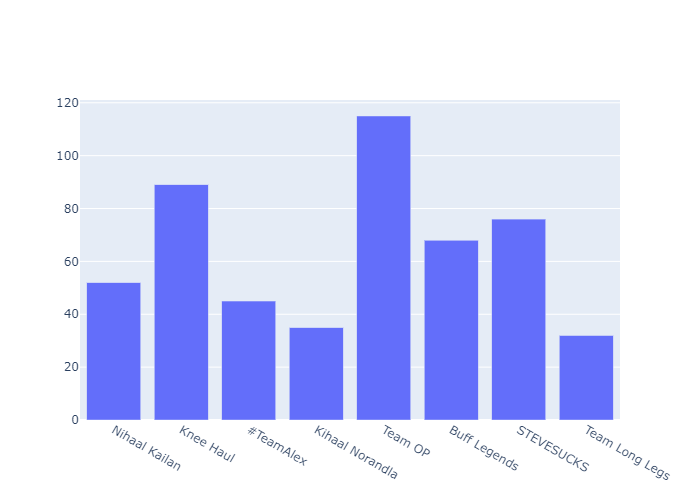 120
100
80
60
40
20
0
Nihaal Kailan
Knee Haul
#TeamAlex
Kihaal Norandla
Team OP
Buff Legends
STEVESUCKS
Team Long Legs